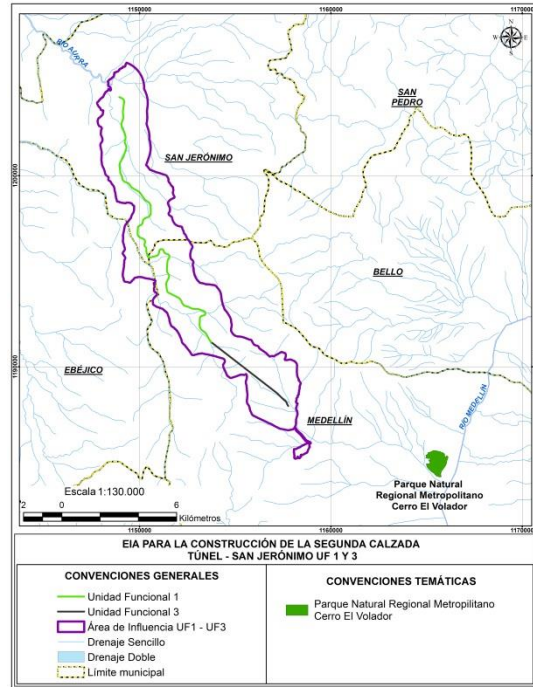 1150000
1160000
1170000
N
W
E
S
RÍO AURRA
SAN
PEDRO
SAN JERÓNIMO
1200000
1200000
BELLO
1190000
1190000
EBÉJICO
RÍO MEDELLÍN
MEDELLÍN
Parque Natural
Regional Metropolitano
Cerro El Volador
Escala 1:130.000
2
0
6
Kilómetros
1150000
1160000
1170000
EIA PARA LA CONSTRUCCIÓN DE LA SEGUNDA CALZADA
TÚNEL - SAN JERÓNIMO UF 1 Y 3
CONVENCIONES GENERALES
Unidad Funcional 1
Unidad Funcional 3
Área de Influencia UF1 - UF3
Drenaje Sencillo
Drenaje Doble
Límite municipal
CONVENCIONES TEMÁTICAS
Parque Natural Regional Metripolitano
Cerro El Volador